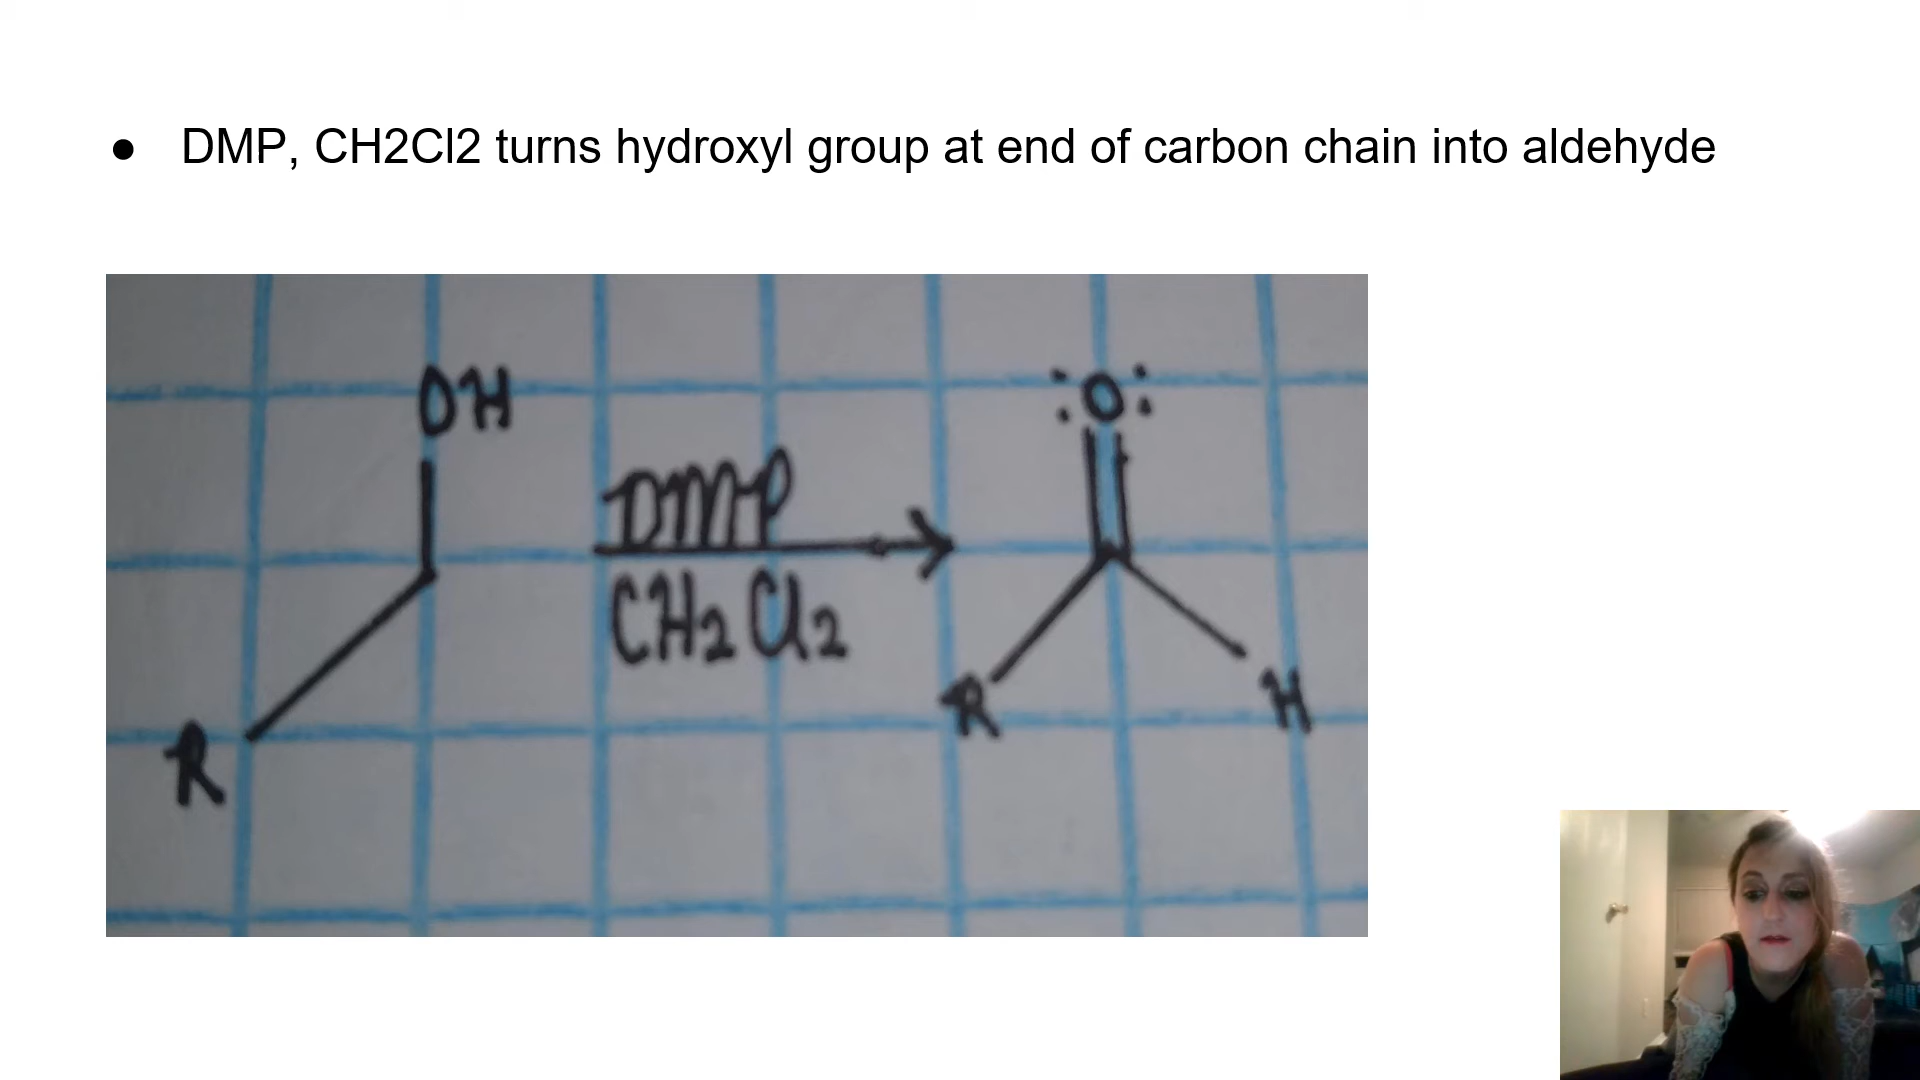 ● DMP, CH2Cl2 turns hydroxyl group at end of carbon chain into aldehyde
OH
:O:
DMP
CH2Cl2
R
R
H